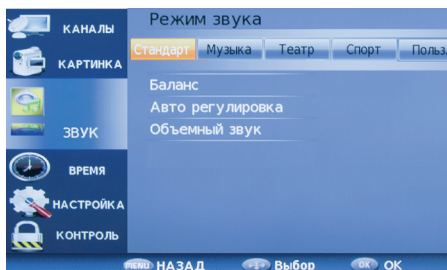 Режим звука
КАНАЛЫ
КАРТИНКА
ЗВУК
ВРЕМЯ
НАСТРОЙКА
КОНТРОЛЬ
Стандарт Музыка Театр Спорт Польз.
Баланс
Авто регулировка
Объемный звук
MENU НАЗАД Выбор OK OK